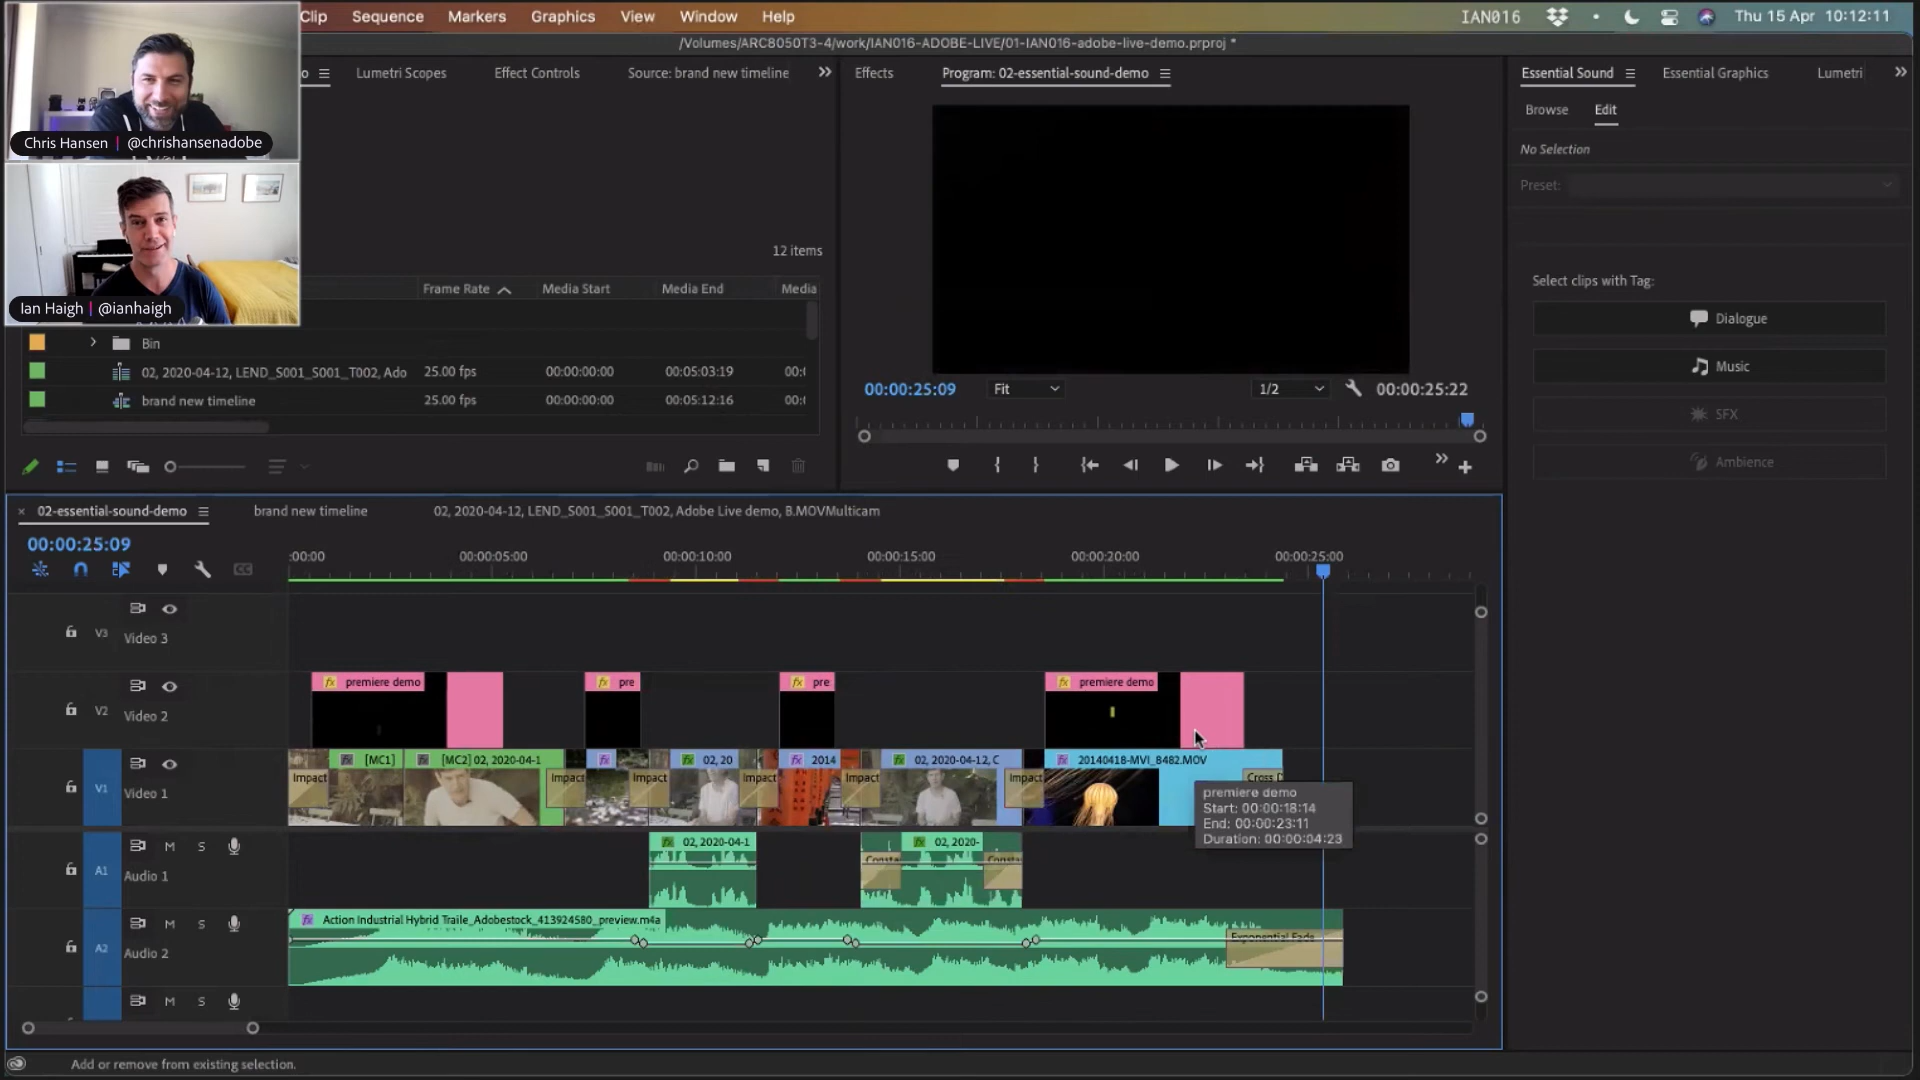 Clip Sequence Markers Graphics View Window Help IAN016 Thu 15 Apr 10:12:11
/Volumes/ARC8050T3-4/work/IAN016-ADOBE-LIVE/01-IAN016-adobe-live-demo.prproj *
Lumetri Scopes Effect Controls Source: brand new timeline Effects Program: 02-essential-sound-demo Essential Sound Essential Graphics Lumetri
Browse Edit
Chris Hansen | @chrishansenadobe
No Selection
Preset:
12 items
Select clips with Tag:
Frame Rate Media Start Media End Media
Ian Haigh | @ianhaigh
Dialogue
Bin
Music
02, 2020-04-12, LEND_S001_S001_T002, Ado 25.00 fps 00:00:00:00 00:05:03:19
00:00:25:09 Fit 1/2 00:00:25:22
brand new timeline 25.00 fps 00:00:00:00 00:05:12:16
SFX
Ambience
02-essential-sound-demo brand new timeline 02, 2020-04-12, LEND_S001_S001_T002, Adobe Live demo, B.MOVMulticam
00:00:25:09
:00:00 00:00:05:00 00:00:10:00 00:00:15:00 00:00:20:00 00:00:25:00
V3 Video 3
premiere demo pre pre premiere demo
V2 Video 2
[MC1] [MC2] 02, 2020-04-1 02, 20 2014 02, 2020-04-12, C 20140418-MVI_8482.MOV
Impact Impact Impact Impact Impact Impact Cross D
V1 Video 1
premiere demo
Start: 00:00:18:14
End: 00:00:23:11
Duration: 00:00:04:23
02, 2020-04-1 02, 2020-
M S
Consta Consta
A1 Audio 1
Action Industrial Hybrid Traile_Adobestock_413924580_preview.m4a
M S
Exponential Fade
A2 Audio 2
M S
Add or remove from existing selection.